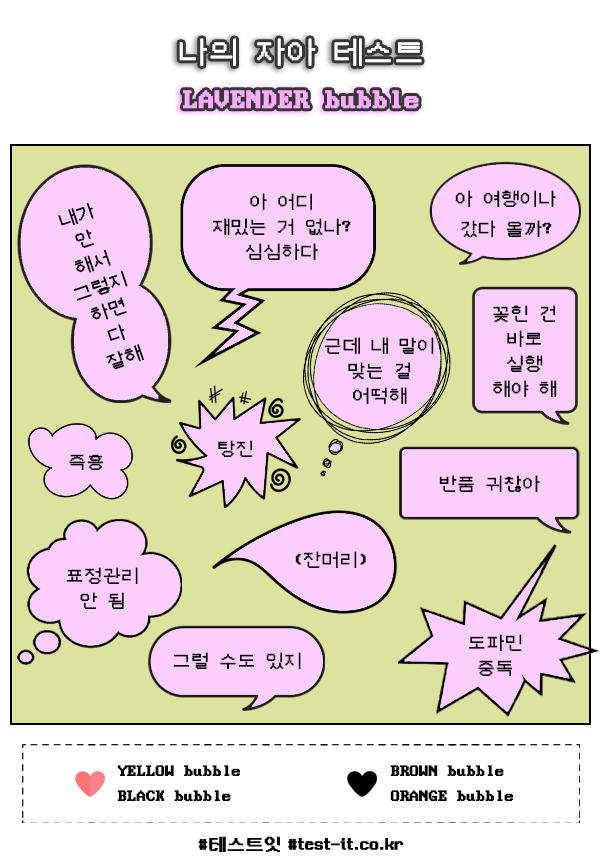 나의 자아 테스트
LAVENDER bubble
내가
안
해서
그렇지
하면
다
잘해
아 어디
재밌는 거 없나?
심심하다
아 여행이나
갔다 올까?
근데 내 말이
맞는 걸
어떡해
꽂힌 건
바로
실행
해야 해
즉흥
탕진
반품 귀찮아
표정관리
안 됨
(잔머리)
그럴 수도 있지
도파민
중독
YELLOW bubble
BLACK bubble
BROWN bubble
ORANGE bubble
#테스트잇 #test-it.co.kr